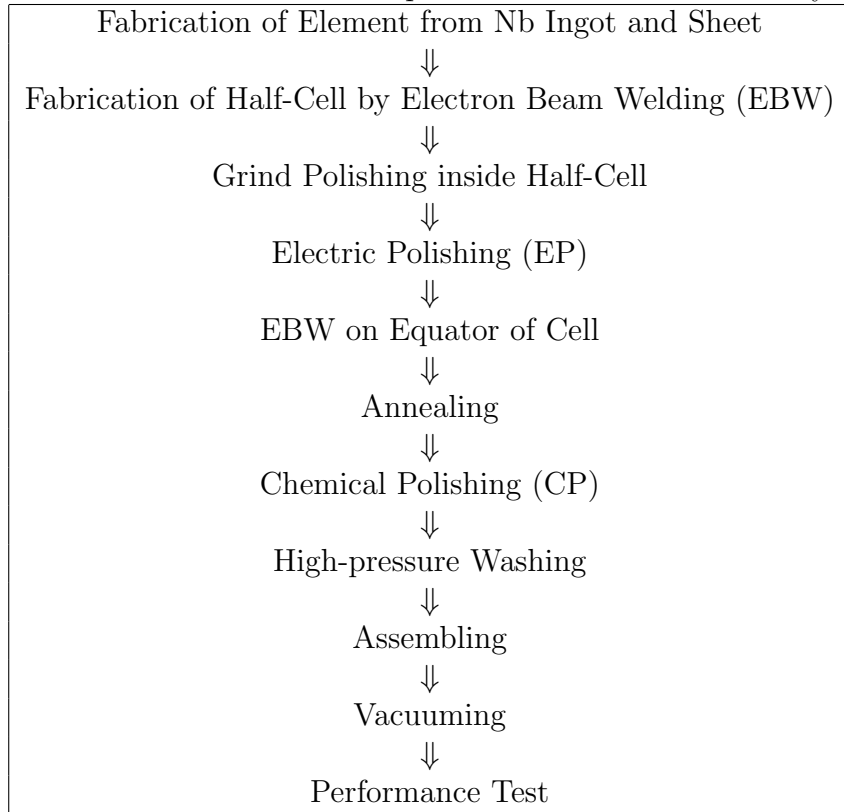 Fabrication of Element from Nb Ingot and Sheet
⇓
Fabrication of Half-Cell by Electron Beam Welding (EBW)
⇓
Grind Polishing inside Half-Cell
⇓
Electric Polishing (EP)
⇓
EBW on Equator of Cell
⇓
Annealing
⇓
Chemical Polishing (CP)
⇓
High-pressure Washing
⇓
Assembling
⇓
Vacuuming
⇓
Performance Test